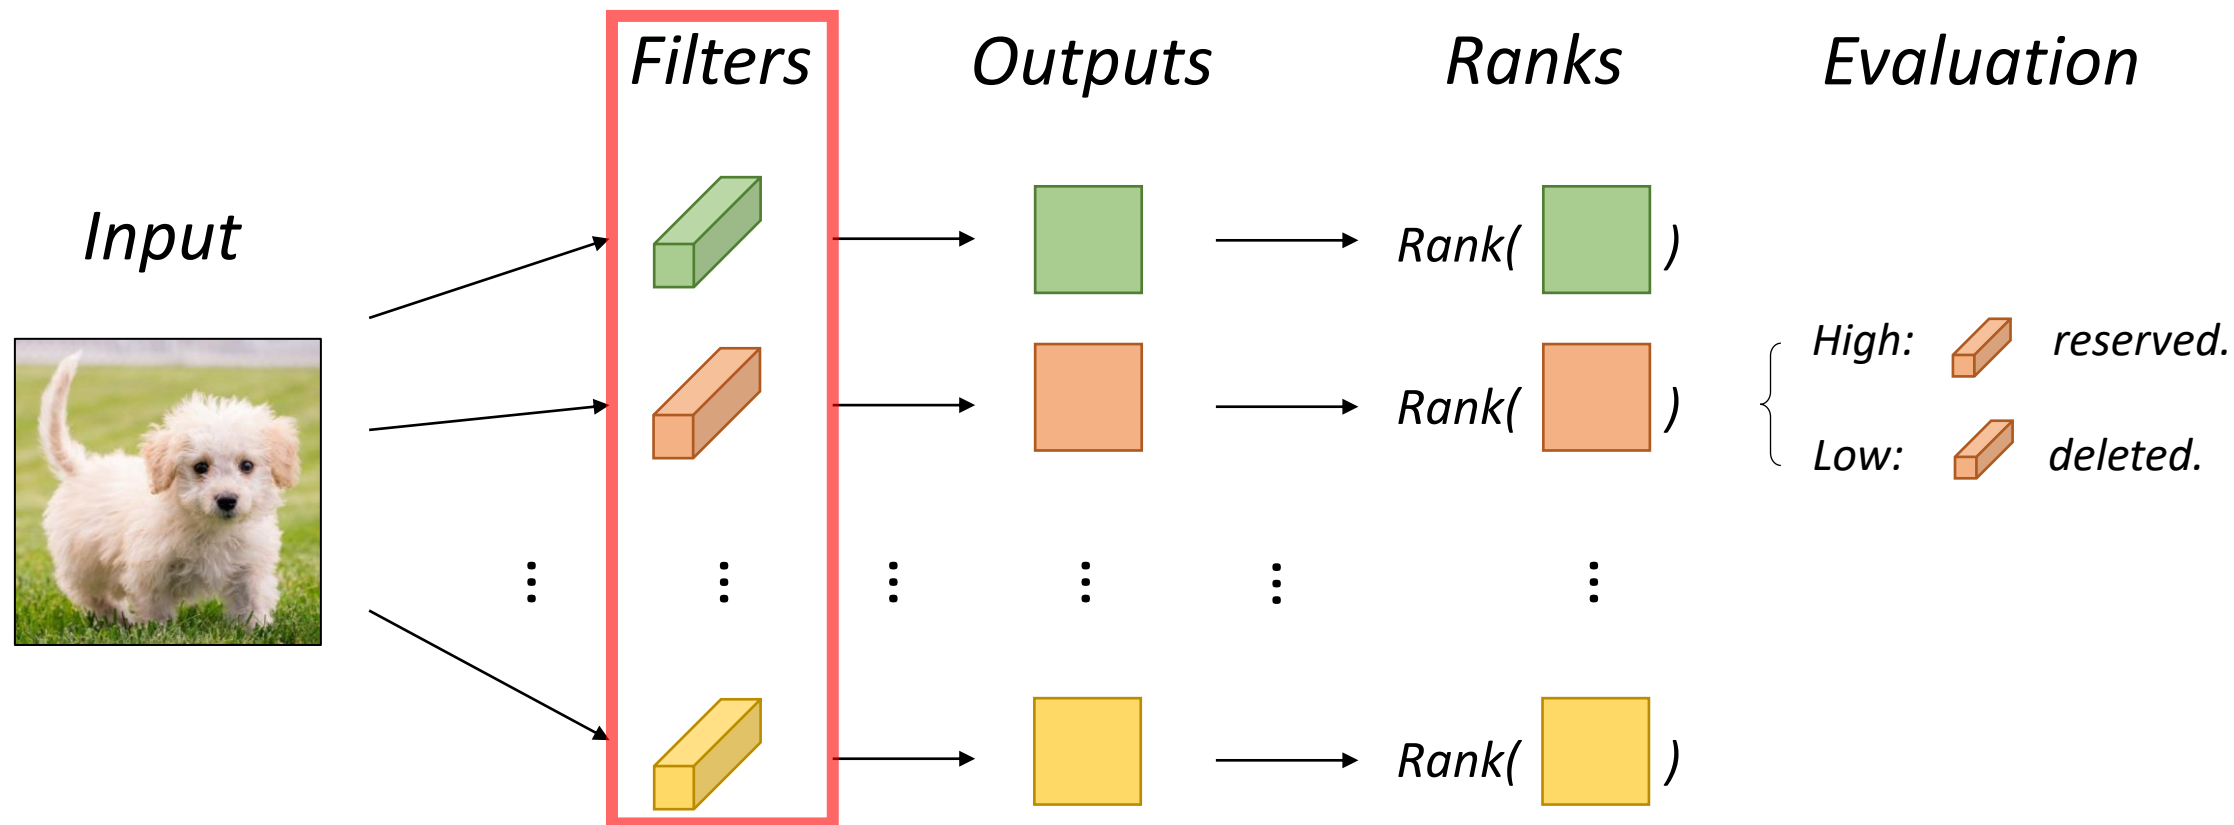 Filters
Outputs
Ranks
Evaluation
Input
Rank( )
Rank( )
High: reserved.
Low: deleted.
Rank( )